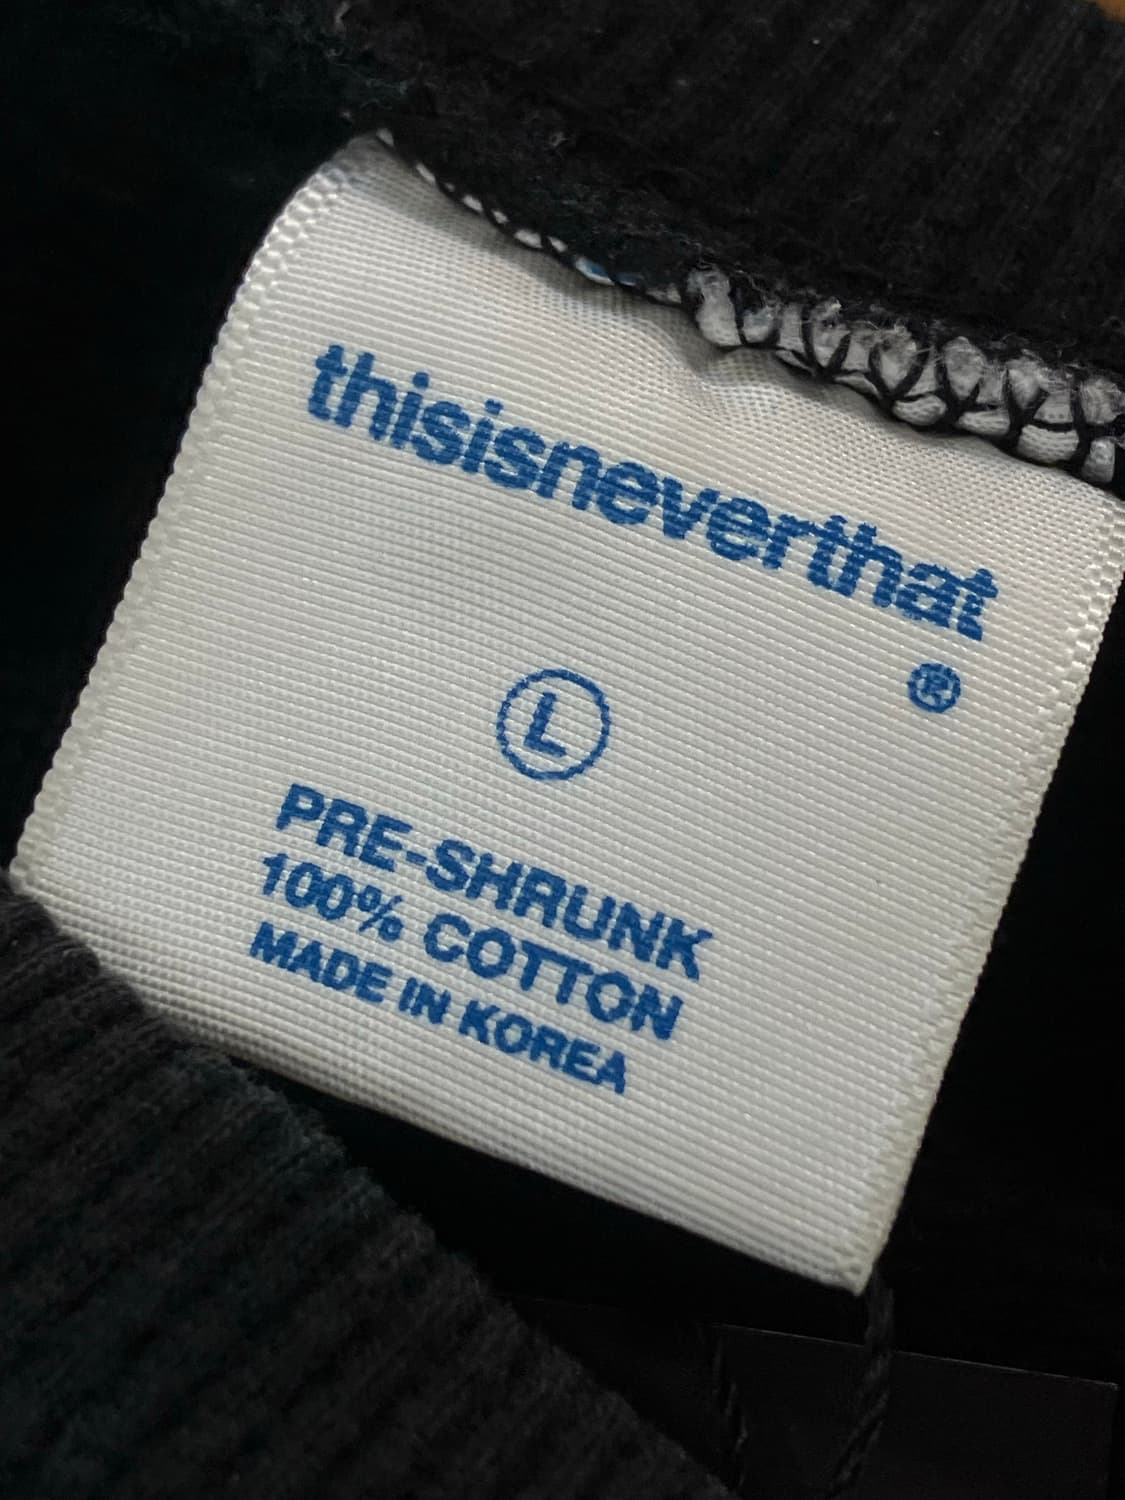 thisisneverthat
®
L
PRE-SHRUNK
100% COTTON
MADE IN KOREA